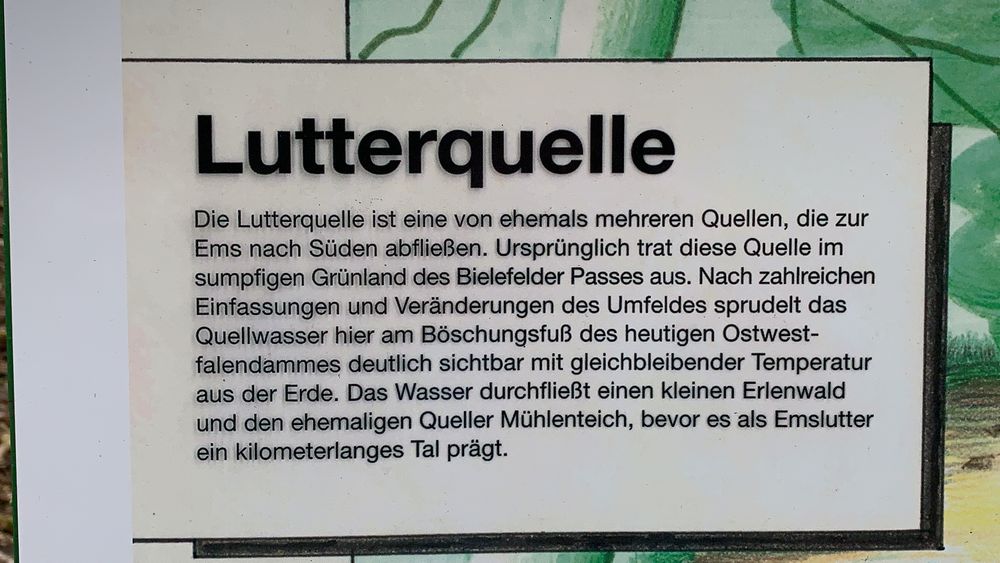 Lutterquelle
Die Lutterquelle ist eine von ehemals mehreren Quellen, die zur
Ems nach Süden abfließen. Ursprünglich trat diese Quelle im
sumpfigen Grünland des Bielefelder Passes aus. Nach zahlreichen
Einfassungen und Veränderungen des Umfeldes sprudelt das
Quellwasser hier am Böschungsfuß des heutigen Ostwest-
falendammes deutlich sichtbar mit gleichbleibender Temperatur
aus der Erde. Das Wasser durchfließt einen kleinen Erlenwald
und den ehemaligen Queller Mühlenteich, bevor es als Emslutter
ein kilometerlanges Tal prägt.